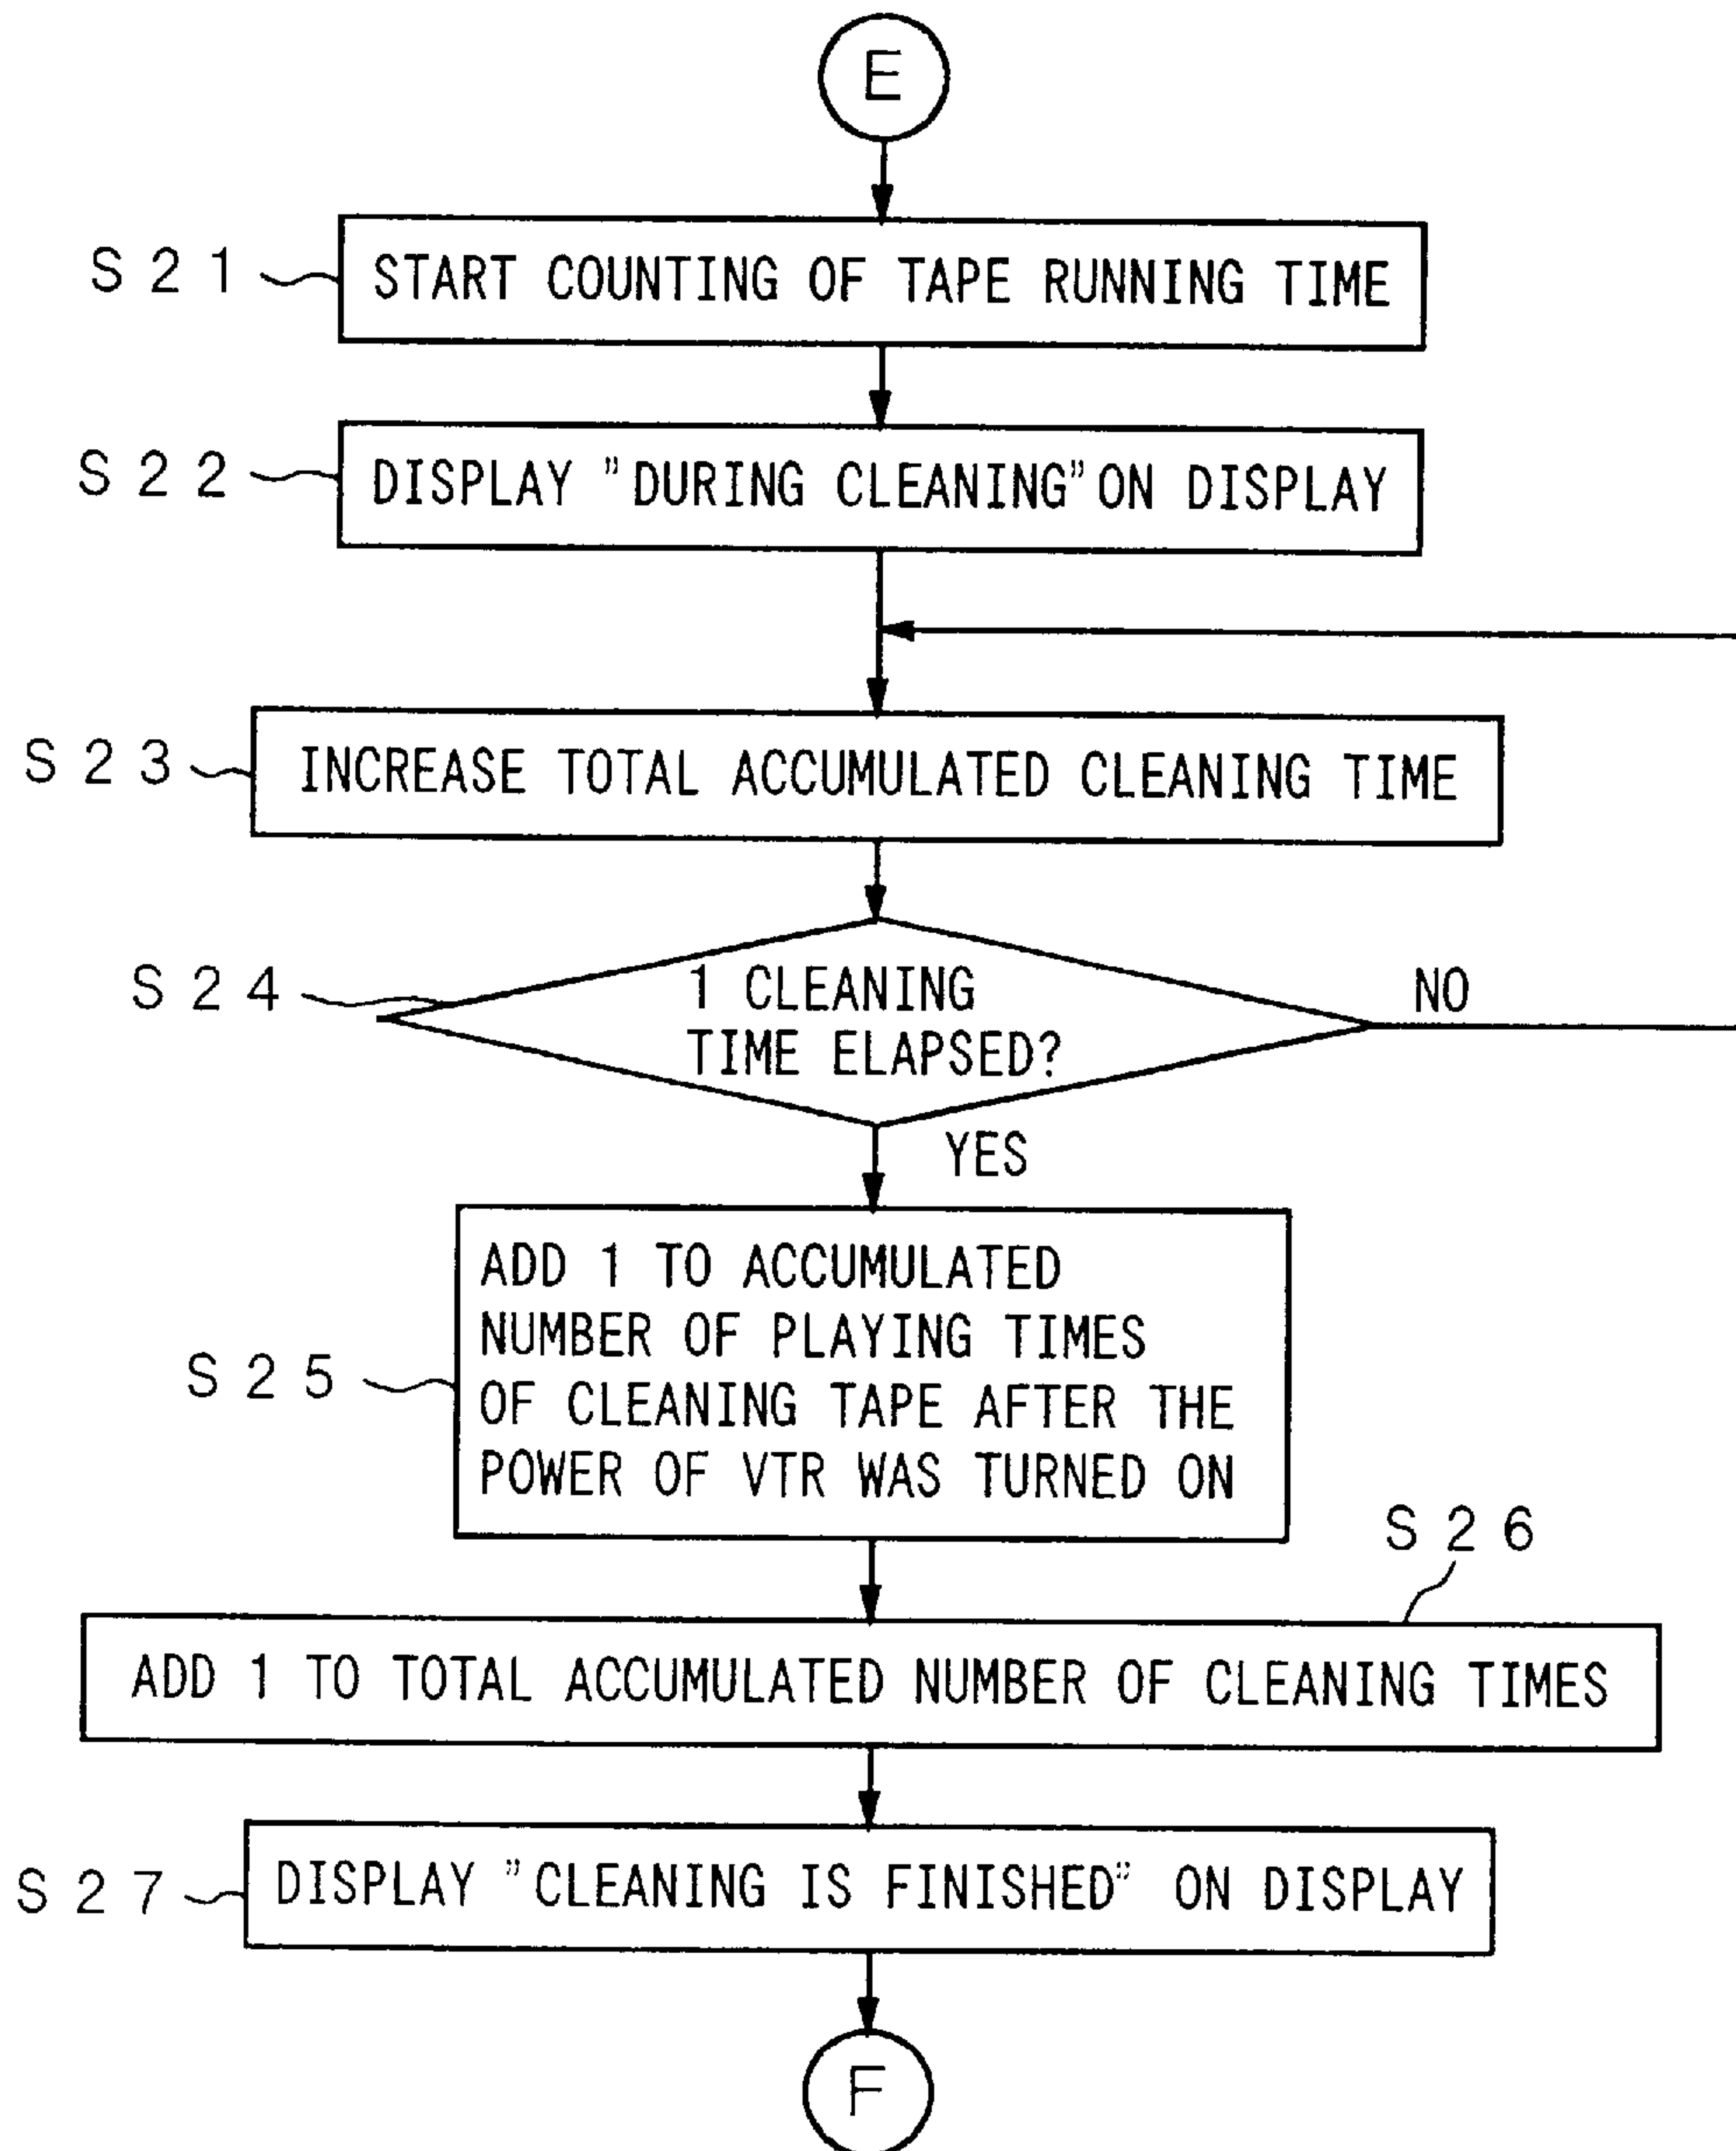 E
S21
START COUNTING OF TAPE RUNNING TIME
S22
DISPLAY "DURING CLEANING" ON DISPLAY
S23
INCREASE TOTAL ACCUMULATED CLEANING TIME
S24
1 CLEANING
TIME ELAPSED?
NO
YES
S25
ADD 1 TO ACCUMULATED
NUMBER OF PLAYING TIMES
OF CLEANING TAPE AFTER THE
POWER OF VTR WAS TURNED ON
S26
ADD 1 TO TOTAL ACCUMULATED NUMBER OF CLEANING TIMES
S27
DISPLAY "CLEANING IS FINISHED" ON DISPLAY
F